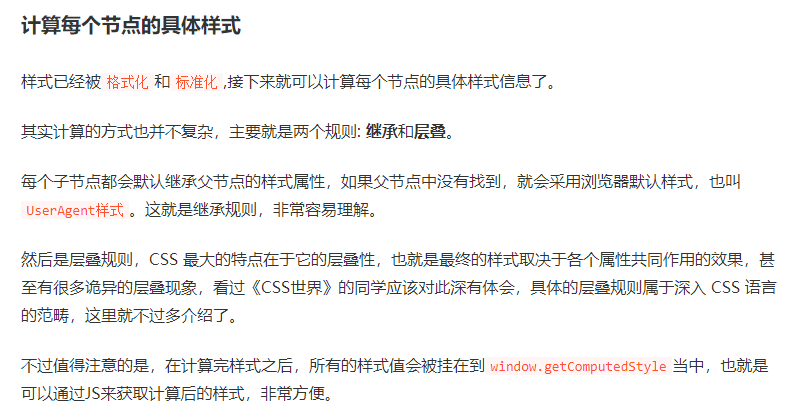 计算每个节点的具体样式
样式已经被 格式化 和 标准化 ,接下来就可以计算每个节点的具体样式信息了。
其实计算的方式也并不复杂，主要就是两个规则: 继承和层叠。
每个子节点都会默认继承父节点的样式属性，如果父节点中没有找到，就会采用浏览器默认样式，也叫
UserAgent样式 。这就是继承规则，非常容易理解。
然后是层叠规则，CSS 最大的特点在于它的层叠性，也就是最终的样式取决于各个属性共同作用的效果，甚
至有很多诡异的层叠现象，看过《CSS世界》的同学应该对此深有体会，具体的层叠规则属于深入 CSS 语言
的范畴，这里就不过多介绍了。
不过值得注意的是，在计算完样式之后，所有的样式值会被挂在到 window.getComputedStyle 当中，也就是
可以通过JS来获取计算后的样式，非常方便。